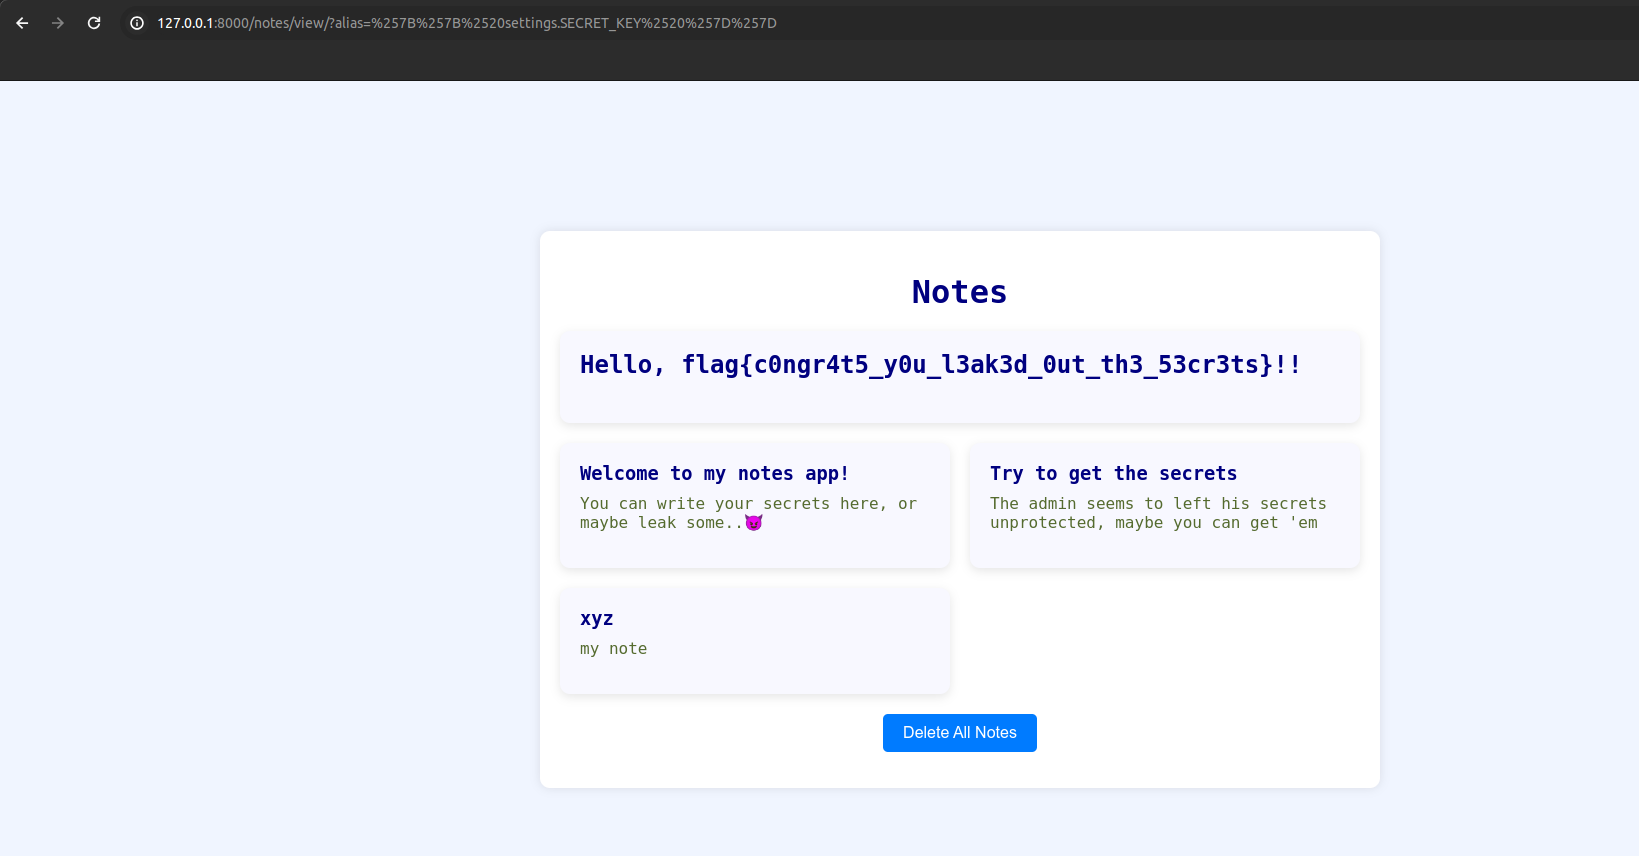 127.0.0.1:8000/notes/view/?alias=%257B%257B%2520settings.SECRET_KEY%2520%257D%257D
Notes
Hello, flag{c0ngr4t5_y0u_l3ak3d_0ut_th3_53cr3ts}!!
Welcome to my notes app!
You can write your secrets here, or
maybe leak some..😈
Try to get the secrets
The admin seems to left his secrets
unprotected, maybe you can get 'em
xyz
my note
Delete All Notes